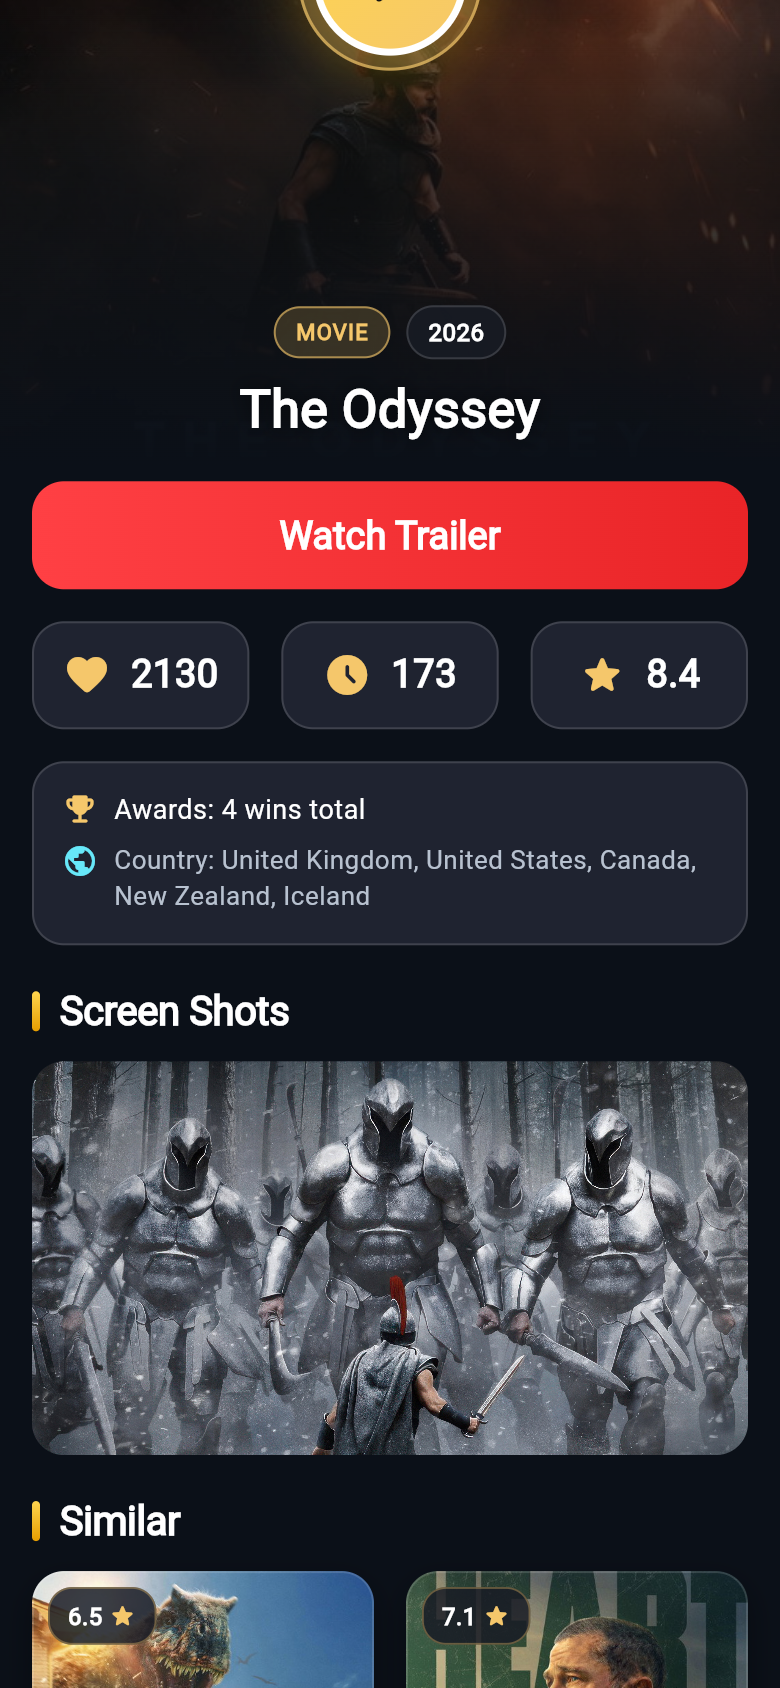 MOVIE
2026
The Odyssey
Watch Trailer
2130
173
8.4
Awards: 4 wins total
Country: United Kingdom, United States, Canada,
New Zealand, Iceland
Screen Shots
Similar
6.5
7.1
HEART